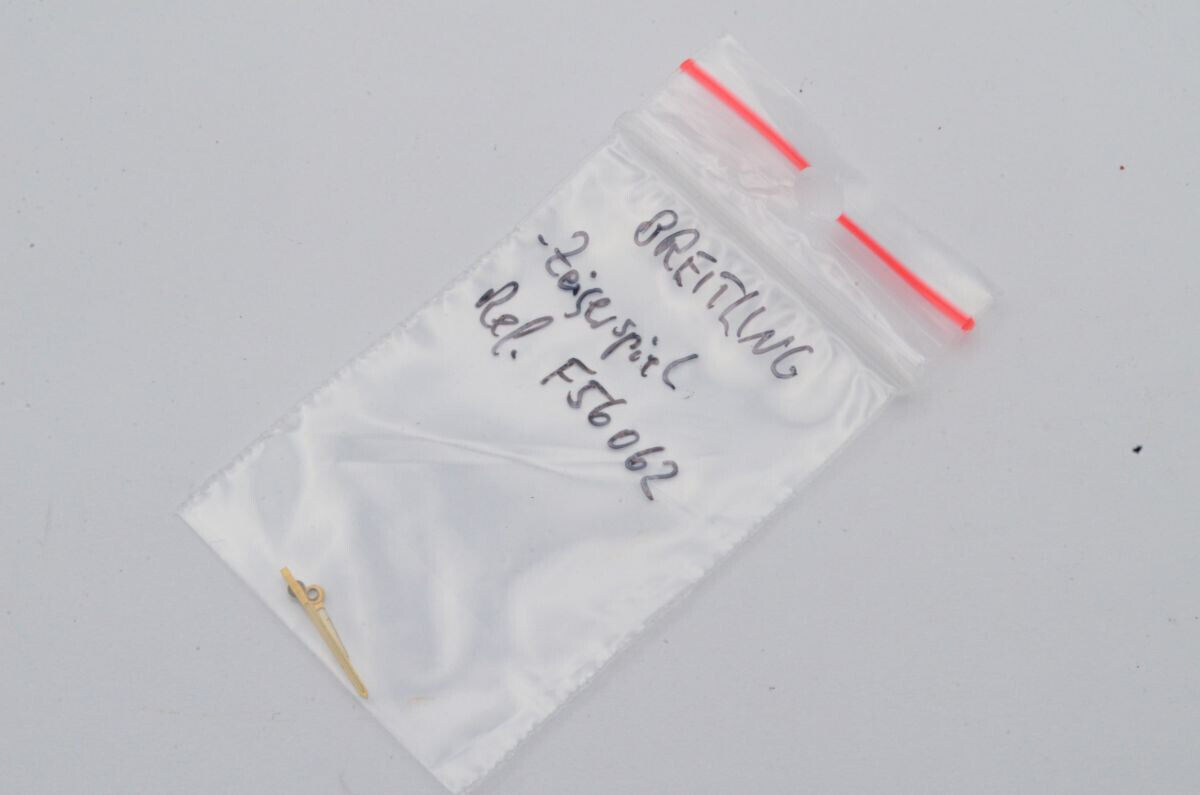 BREITLING
-Zeigerspiel
Ref. F56062